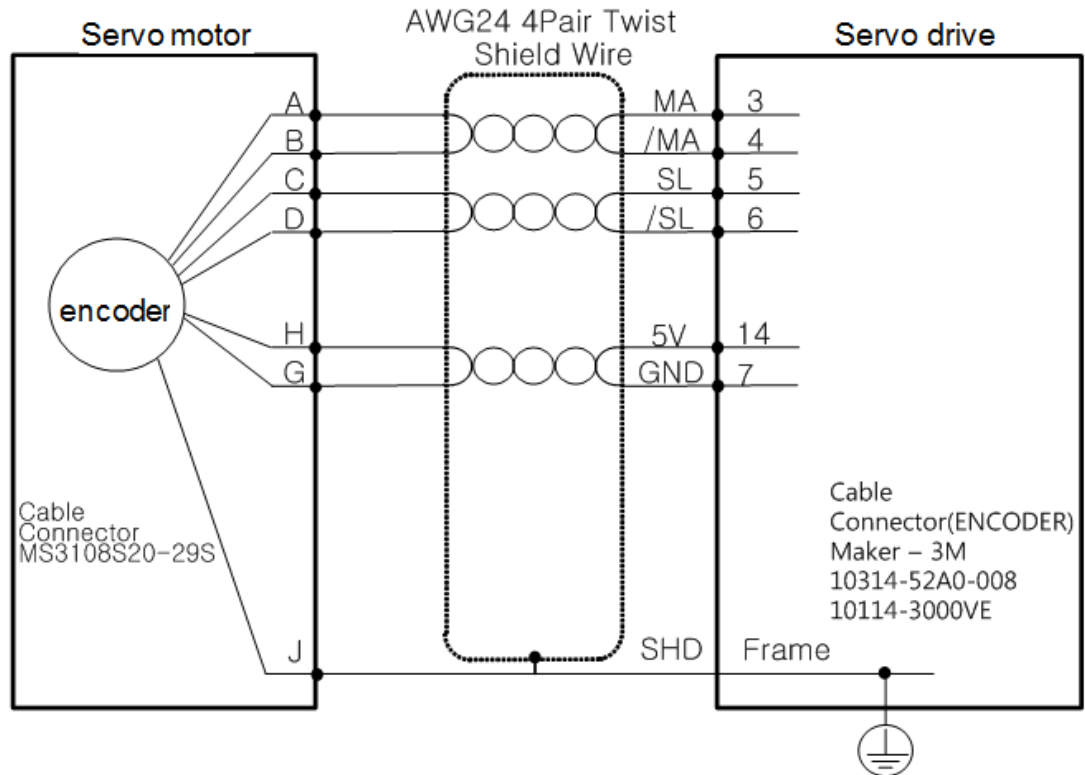 Servo motor
AWG24 4Pair Twist
Shield Wire
Servo drive
A
MA
3
B
/MA
4
C
SL
5
D
/SL
6
encoder
H
5V
14
G
GND
7
Cable
Connector
MS3108S20-29S
Cable
Connector(ENCODER)
Maker – 3M
10314-52A0-008
10114-3000VE
J
SHD
Frame